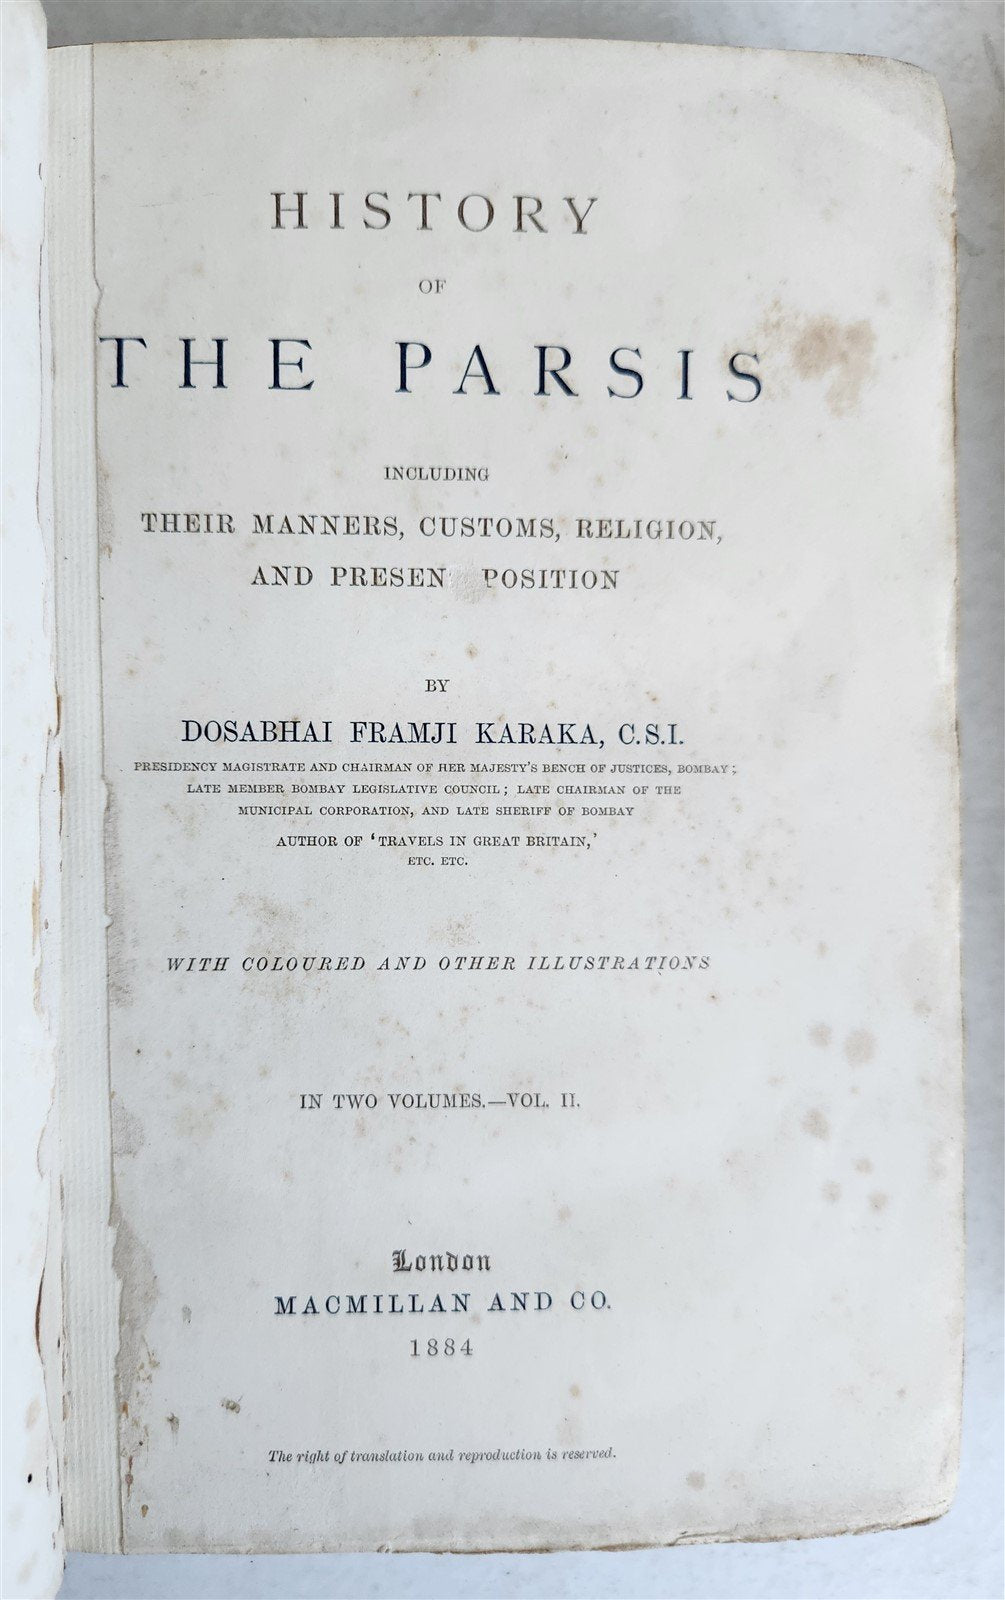 HISTORY
OF
THE PARSIS
INCLUDING
THEIR MANNERS, CUSTOMS, RELIGION,
AND PRESEN POSITION
BY
DOSABHAI FRAMJI KARAKA, C.S.I.
PRESIDENCY MAGISTRATE AND CHAIRMAN OF HER MAJESTY'S BENCH OF JUSTICES, BOMBAY;
LATE MEMBER BOMBAY LEGISLATIVE COUNCIL; LATE CHAIRMAN OF THE
MUNICIPAL CORPORATION, AND LATE SHERIFF OF BOMBAY
AUTHOR OF 'TRAVELS IN GREAT BRITAIN,'
ETC. ETC.
WITH COLOURED AND OTHER ILLUSTRATIONS
IN TWO VOLUMES.—VOL. II.
London
MACMILLAN AND CO.
1884
The right of translation and reproduction is reserved.